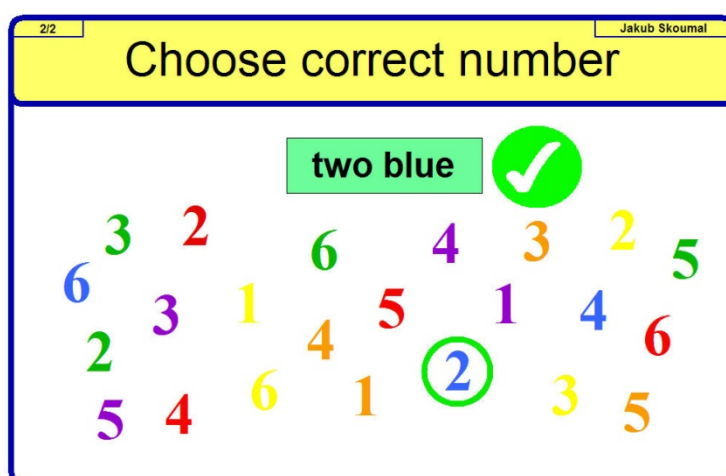 2/2
Jakub Skoumal
Choose correct number
two blue
3 2 6 4 3 2 5
6 3 1 5 1 4 6
2 4 2
5 4 6 1 3 5